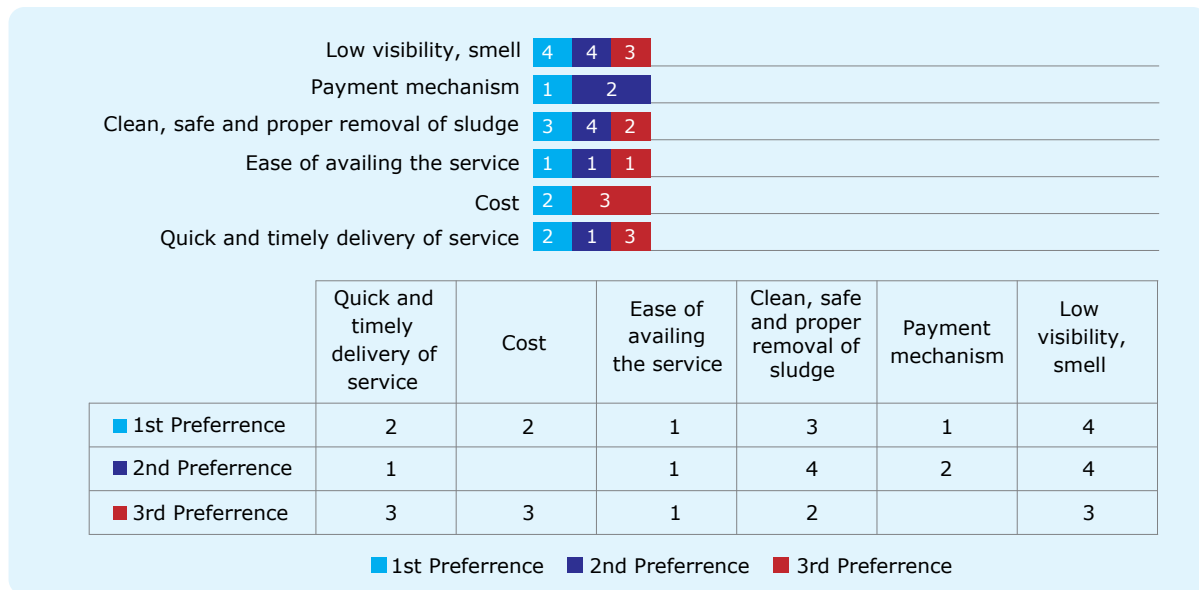 Low visibility, smell 4 4 3
Payment mechanism 1 2
Clean, safe and proper removal of sludge 3 4 2
Ease of availing the service 1 1 1
Cost 2 3
Quick and timely delivery of service 2 1 3
Quick and
timely
delivery of
service
Cost
Ease of
availing
the service
Clean, safe
and proper
removal of
sludge
Payment
mechanism
Low
visibility,
smell
1st Preferrence 2 2 1 3 1 4
2nd Preferrence 1 1 4 2 4
3rd Preferrence 3 3 1 2 3
1st Preferrence 2nd Preferrence 3rd Preferrence